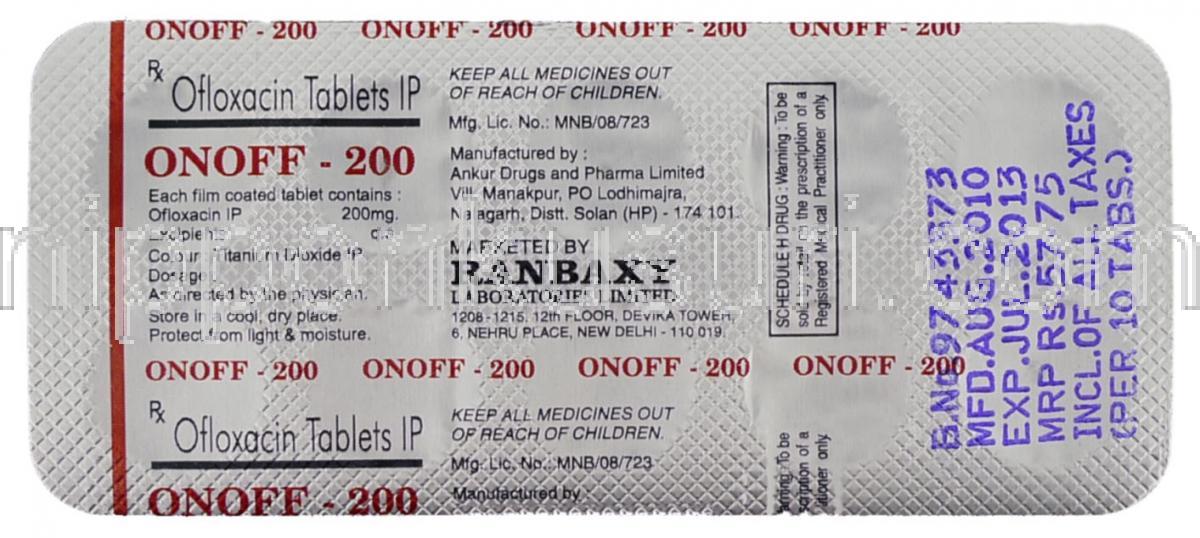 ONOFF - 200 ONOFF - 200 ONOFF - 200 ONOFF - 200
Rx
Ofloxacin Tablets IP
ONOFF - 200
Each film coated tablet contains :
Ofloxacin IP 200mg.
Excipients q.s.
Colour : Titanium Dioxide IP
Dosage :
As directed by the physician.
Store in a cool, dry place.
Protect from light & moisture.
KEEP ALL MEDICINES OUT
OF REACH OF CHILDREN.
Mfg. Lic. No.: MNB/08/723
Manufactured by :
Ankur Drugs and Pharma Limited
Vill. Manakpur, PO Lodhimajra,
Nalagarh, Distt. Solan (HP) - 174 101.
MARKETED BY
RANBAXY
LABORATORIES LIMITED
1208 -1215, 12th FLOOR, DEVIKA TOWER,
6, NEHRU PLACE, NEW DELHI - 110 019.
SCHEDULE H DRUG : Warning : To be
sold by retail on the prescription of a
Registered Medical Practitioner only.
MFD.AUG.2010
EXP.JUL.2013
MRP RS.57.75
INCL.OF ALL TAXES
(PER 10 TABS.)
ONOFF - 200 ONOFF - 200 ONOFF - 200 ONOFF - 200
Rx
Ofloxacin Tablets IP
ONOFF - 200
KEEP ALL MEDICINES OUT
OF REACH OF CHILDREN.
Mfg. Lic. No.: MNB/08/723
Manufactured by :
arning : To be
scription of a
titioner only.